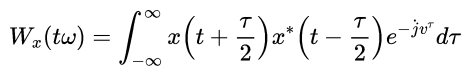 W_x(tω) = ∫_{-∞}^{∞} x(t + τ/2) x*(t - τ/2) e^{-jv^τ} dτ